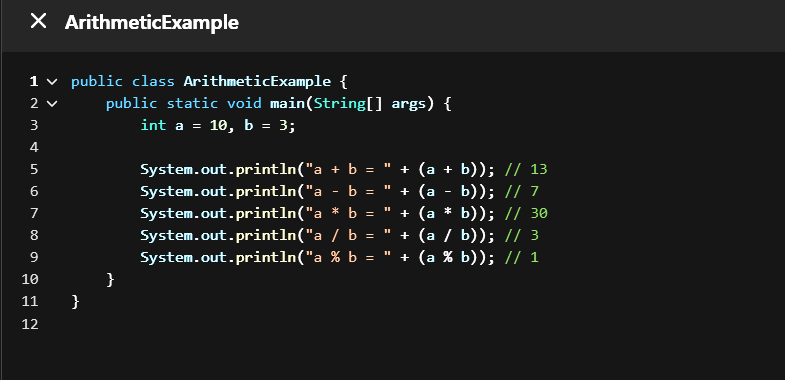 ✕ ArithmeticExample
1 public class ArithmeticExample {
2     public static void main(String[] args) {
3         int a = 10, b = 3;
4
5         System.out.println("a + b = " + (a + b)); // 13
6         System.out.println("a - b = " + (a - b)); // 7
7         System.out.println("a * b = " + (a * b)); // 30
8         System.out.println("a / b = " + (a / b)); // 3
9         System.out.println("a % b = " + (a % b)); // 1
10     }
11 }
12